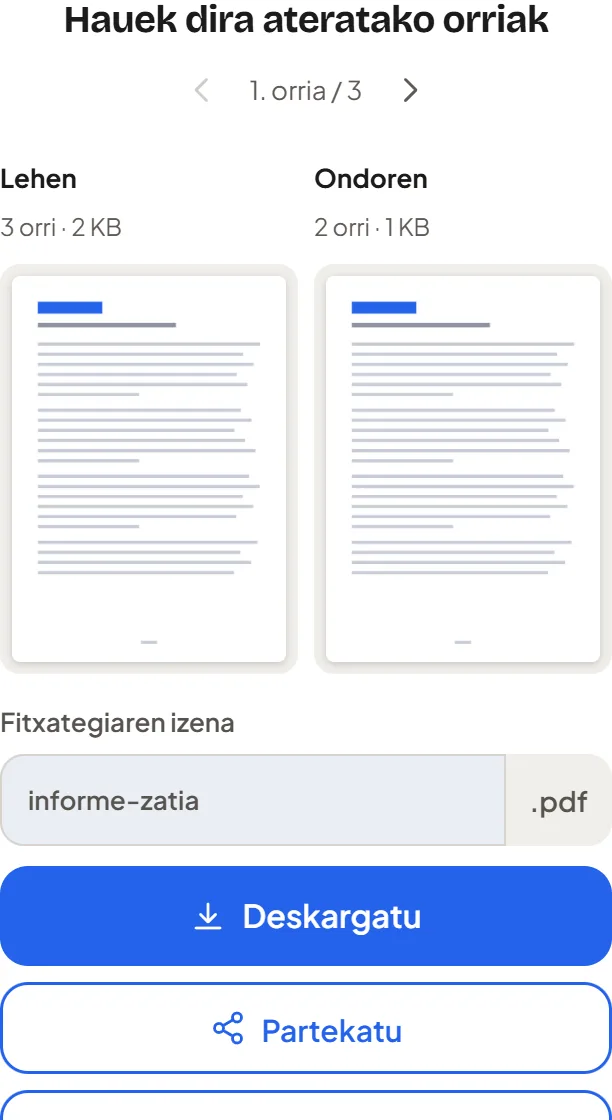 Hauek dira ateratako orriak
1. orria / 3
Lehen
3 orri · 2 KB
Ondoren
2 orri · 1 KB
Fitxategiaren izena
informe-zatia
.pdf
Deskargatu
Partekatu